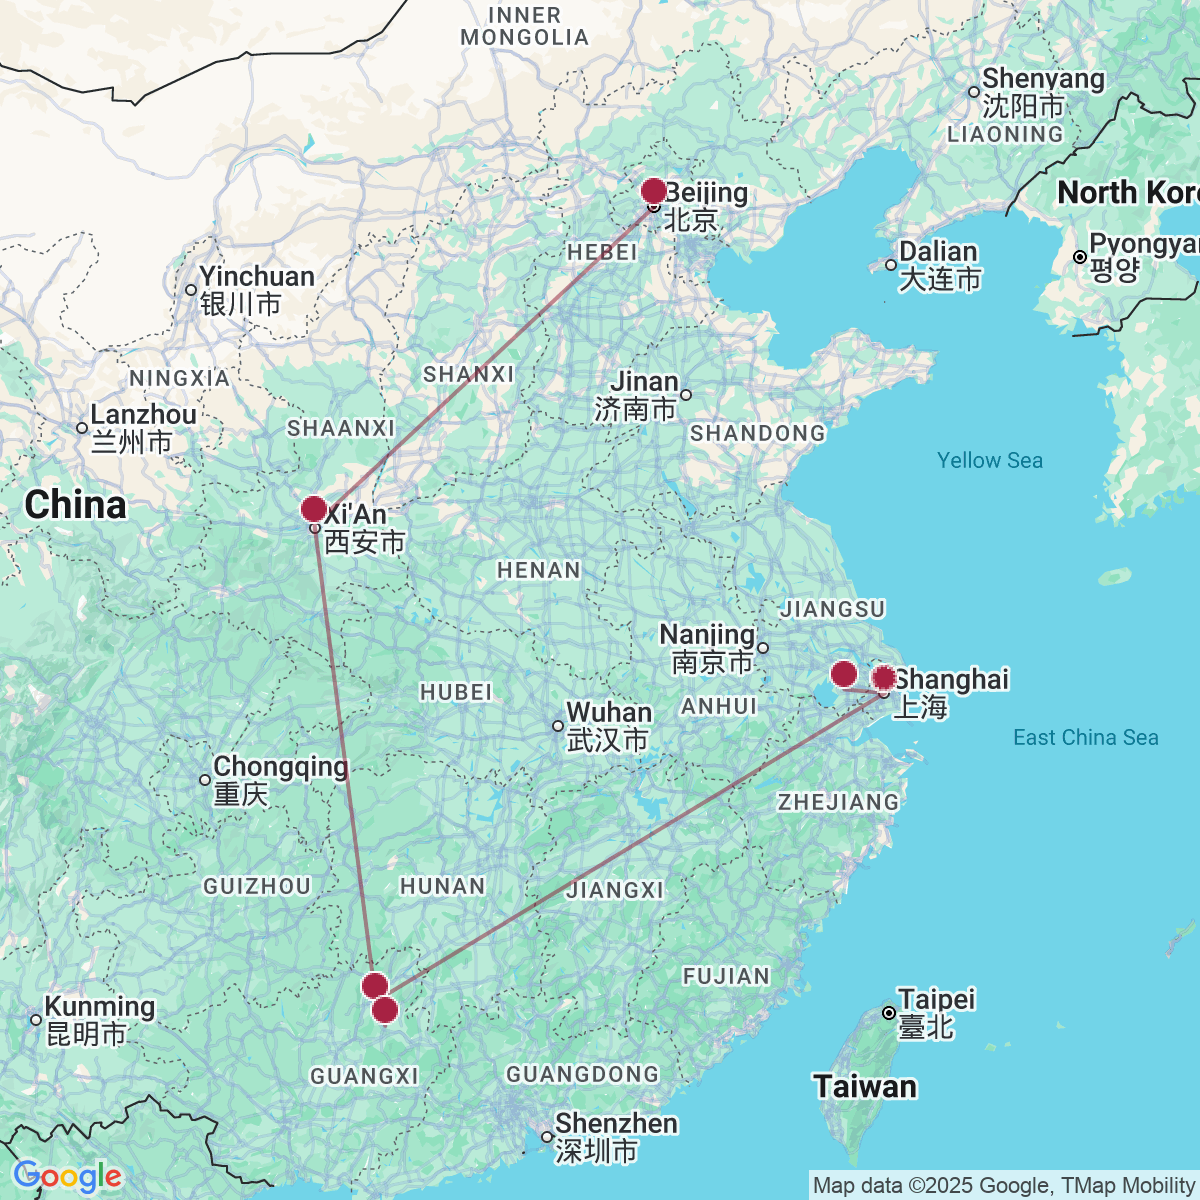 INNER
MONGOLIA
Shenyang
沈阳市
LIAONING
North Kore
Beijing
北京
HEBEI
Dalian
大连市
Pyongyan
평양
Yinchuan
银川市
NINGXIA
SHANXI
Jinan
济南市
Lanzhou
兰州市
SHAANXI
SHANDONG
Yellow Sea
China
Xi'An
西安市
HENAN
JIANGSU
Nanjing
南京市
Shanghai
上海
HUBEI
ANHUI
Wuhan
武汉市
East China Sea
Chongqing
重庆
ZHEJIANG
GUIZHOU
HUNAN
JIANGXI
FUJIAN
Kunming
昆明市
Taipei
臺北
GUANGXI
GUANGDONG
Taiwan
Shenzhen
深圳市
Google
Map data ©2025 Google, TMap Mobility